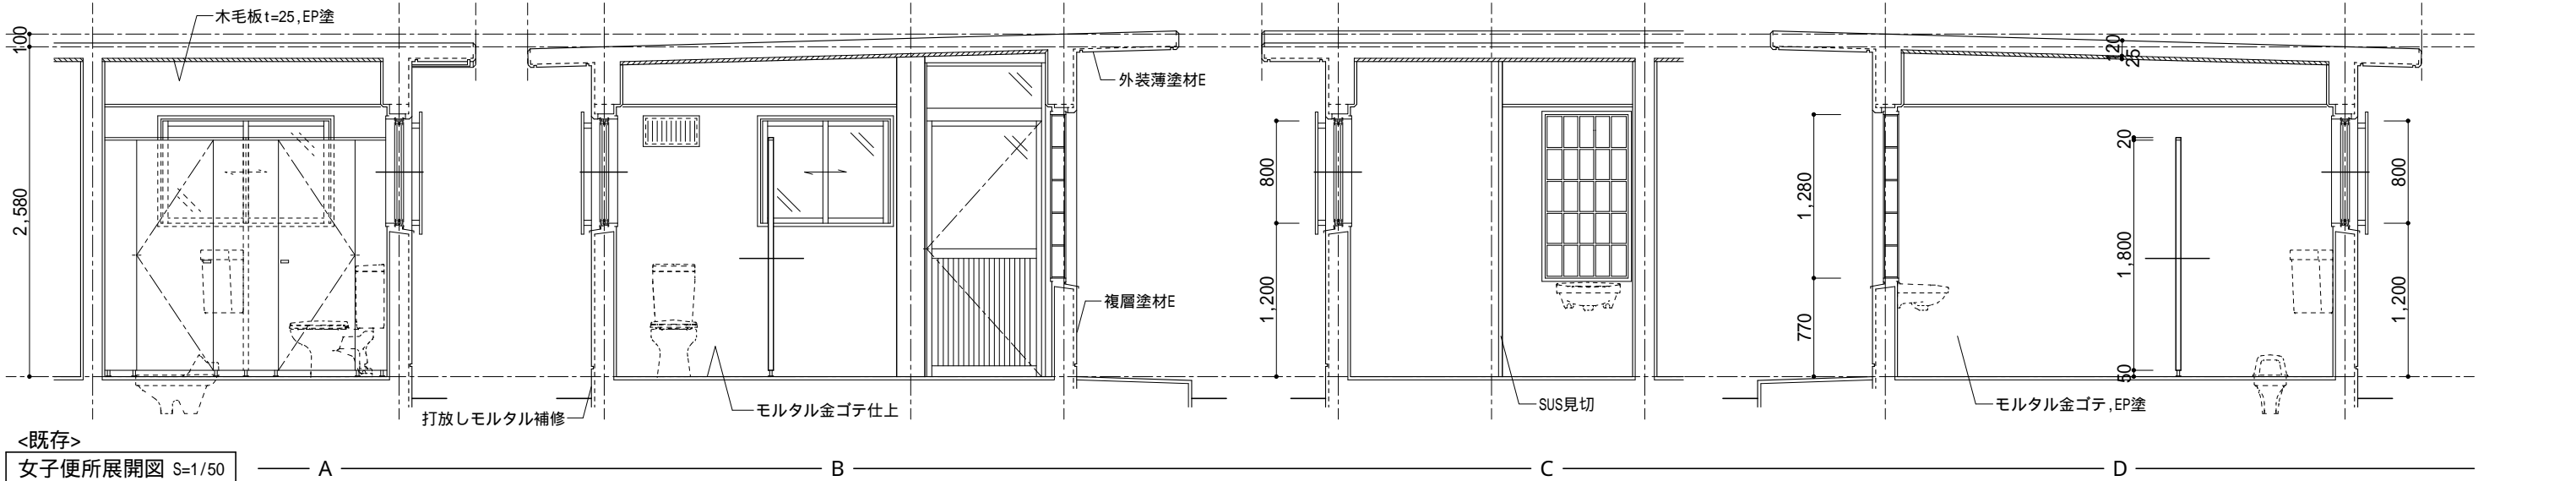 木毛板t=25,EP塗
100
2,580
外装薄塗材E
複層塗材E
打放しモルタル補修
モルタル金ゴテ仕上
800
1,200
SUS見切
1,280
770
120
25
20
1,800
50
モルタル金ゴテ,EP塗
800
1,200
<既存>
女子便所展開図 S=1/50
A
B
C
D